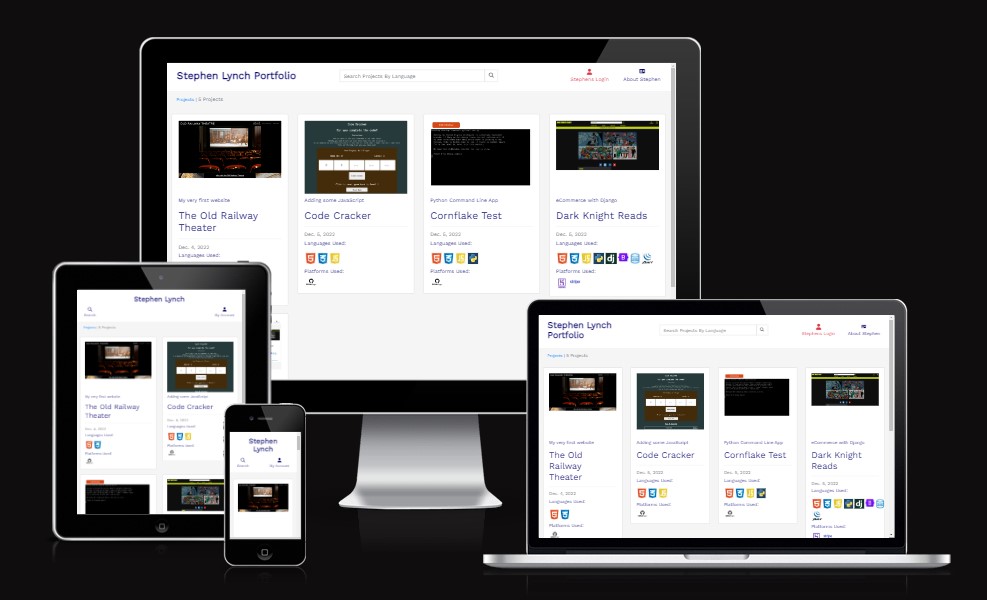 Stephen Lynch Portfolio
Search Projects By Language
Stephens Login
About Stephen
Projects | 5 Projects
My very first website
The Old Railway
Theater
Dec. 4, 2022
Languages Used:
Adding some JavaScript
Code Cracker
Dec. 5, 2022
Languages Used:
Platforms Used:
Python Command Line App
Cornflake Test
Dec. 5, 2022
Languages Used:
Platforms Used:
eCommerce with Django
Dark Knight Reads
Dec. 5, 2022
Languages Used:
Platforms Used:
stripe
Stephen Lynch
Search
My Account
Projects 5 Projects
My very first website
The Old Railway
Theater
Dec. 4, 2022
Languages Used:
Platforms Used:
Adding some JavaScript
Code Cracker
Dec. 5, 2022
Languages Used:
Platforms Used:
Stephen
Lynch
Search
My Account
Stephen Lynch
Portfolio
Search Projects By Language
Stephens Login
About Stephen
Projects | 5 Projects
My very first website
The Old
Railway
Theater
Dec. 4, 2022
Languages Used:
Platforms Used:
Adding some JavaScript
Code Cracker
Dec. 5, 2022
Languages Used:
Platforms Used:
Python Command Line App
Cornflake Test
Dec. 5, 2022
Languages Used:
Platforms Used:
eCommerce with Django
Dark Knight
Reads
Dec. 5, 2022
Languages Used:
Platforms Used: